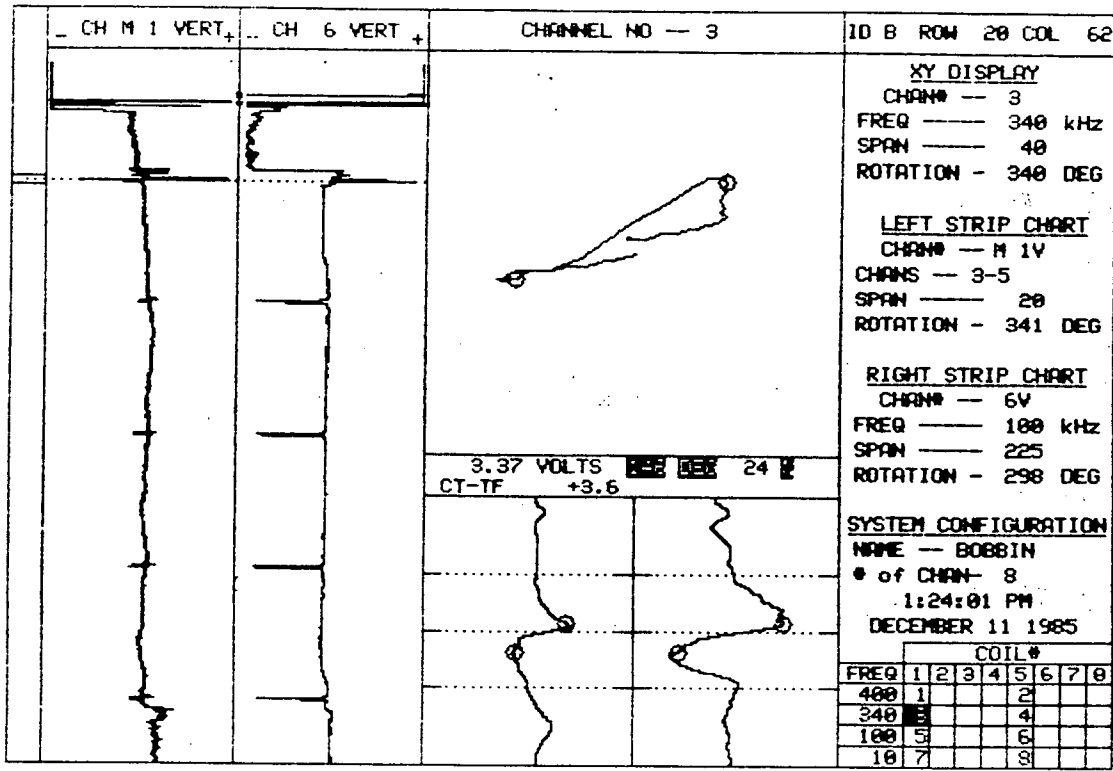 _ CH M 1 VERT+
.. CH 6 VERT +
CHANNEL NO -- 3
ID B ROW 20 COL 62
XY DISPLAY
CHAN# -- 3
FREQ ----- 340 kHz
SPAN ----- 40
ROTATION - 340 DEG
LEFT STRIP CHART
CHAN# -- M 1V
CHANS -- 3-5
SPAN ----- 20
ROTATION - 341 DEG
RIGHT STRIP CHART
CHAN# -- 6V
FREQ ----- 100 kHz
SPAN ----- 225
ROTATION - 298 DEG
3.37 VOLTS 24
CT-TF +3.6
SYSTEM CONFIGURATION
NAME -- BOBBIN
# of CHAN- 8
1:24:01 PM
DECEMBER 11 1985
COIL#
FREQ 1 2 3 4 5 6 7 8
400 1 2
340 4
100 5 6
10 7 8